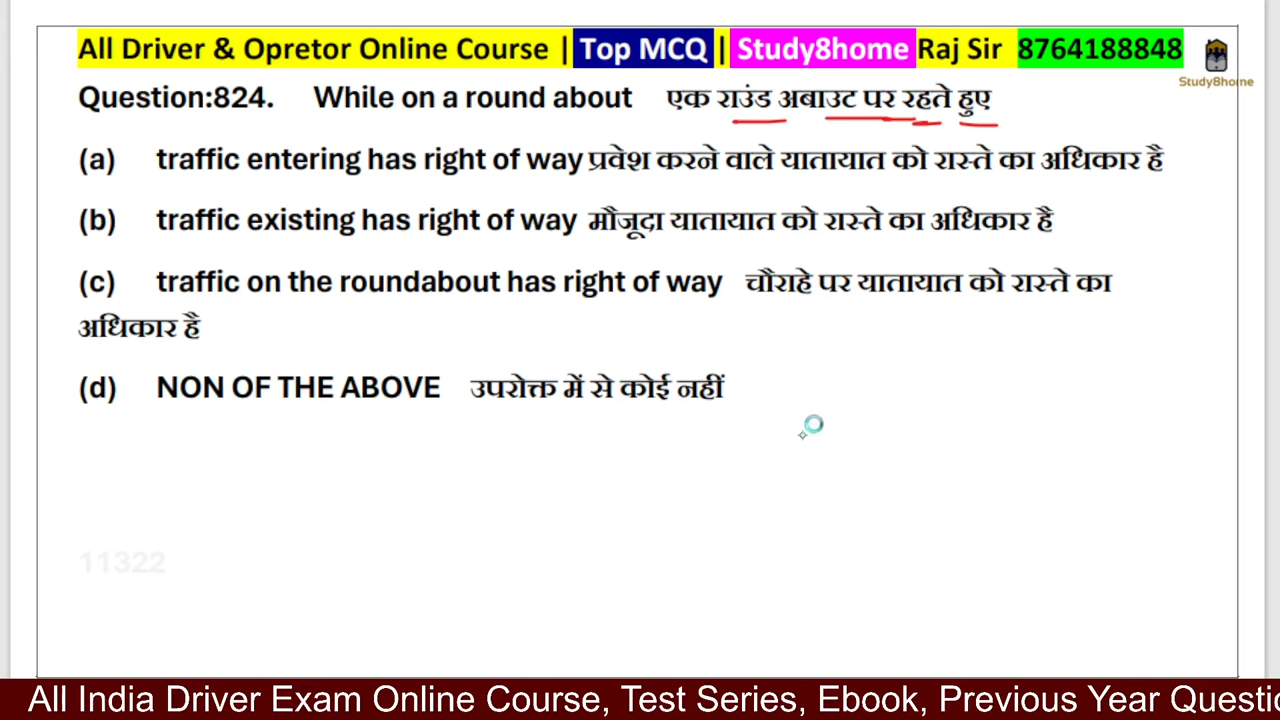 All Driver & Opretor Online Course | Top MCQ | Study8home Raj Sir 8764188848
Study8home
Question:824. While on a round about एक राउंड अबाउट पर रहते हुए
(a) traffic entering has right of way प्रवेश करने वाले यातायात को रास्ते का अधिकार है
(b) traffic existing has right of way मौजूदा यातायात को रास्ते का अधिकार है
(c) traffic on the roundabout has right of way चौराहे पर यातायात को रास्ते का
अधिकार है
(d) NON OF THE ABOVE उपरोक्त में से कोई नहीं
11322
All India Driver Exam Online Course, Test Series, Ebook, Previous Year Questi